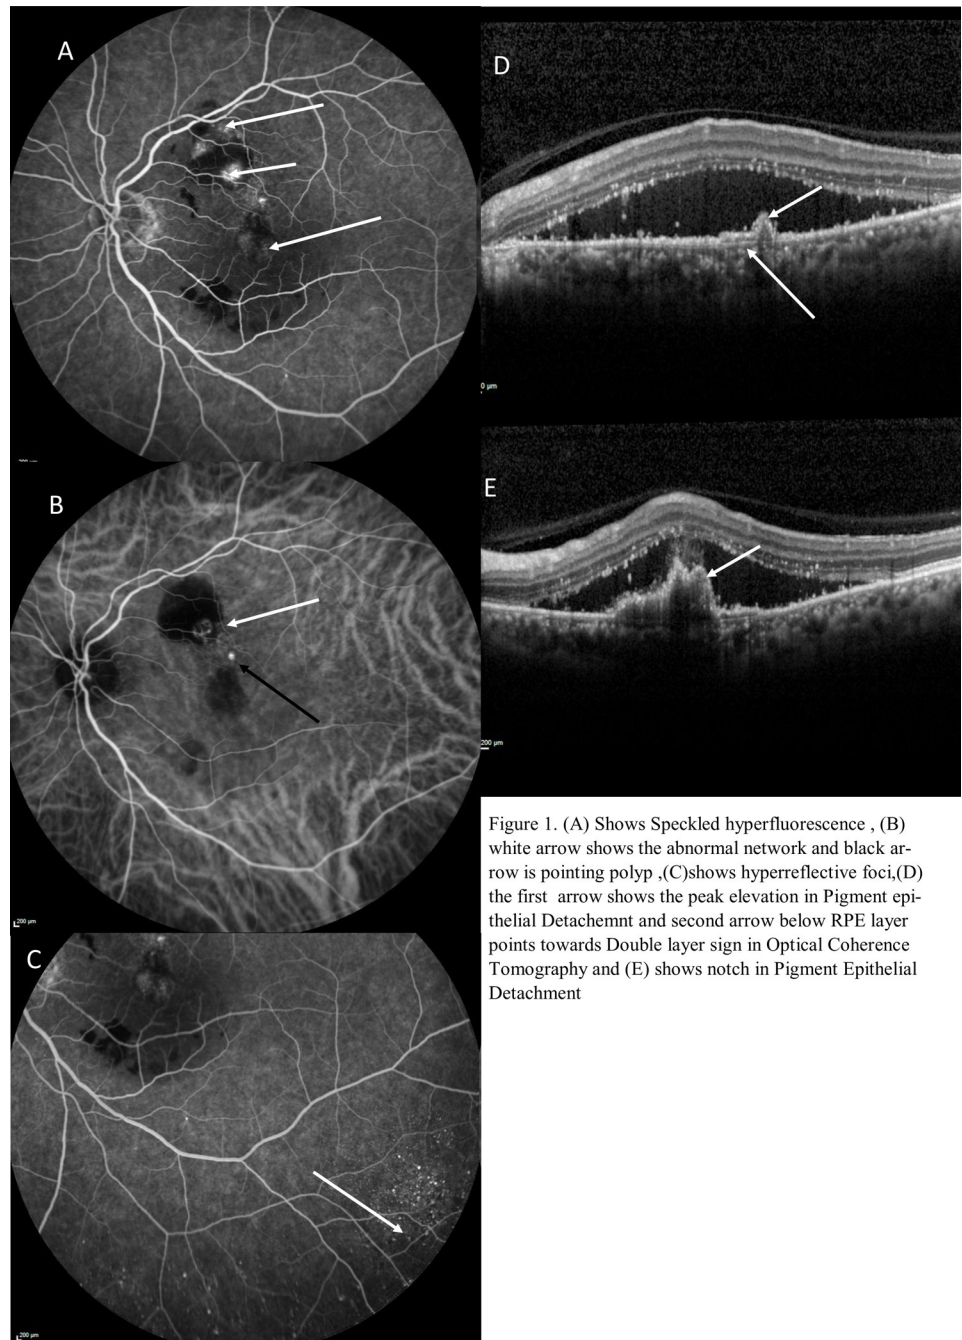 A
D
0 µm
B
E
200 µm
200 µm
Figure 1. (A) Shows Speckled hyperfluorescence , (B)
white arrow shows the abnormal network and black ar-
row is pointing polyp ,(C)shows hyperreflective foci,(D)
the first  arrow shows the peak elevation in Pigment epi-
thelial Detachemnt and second arrow below RPE layer
points towards Double layer sign in Optical Coherence
Tomography and (E) shows notch in Pigment Epithelial
Detachment
C
200 µm